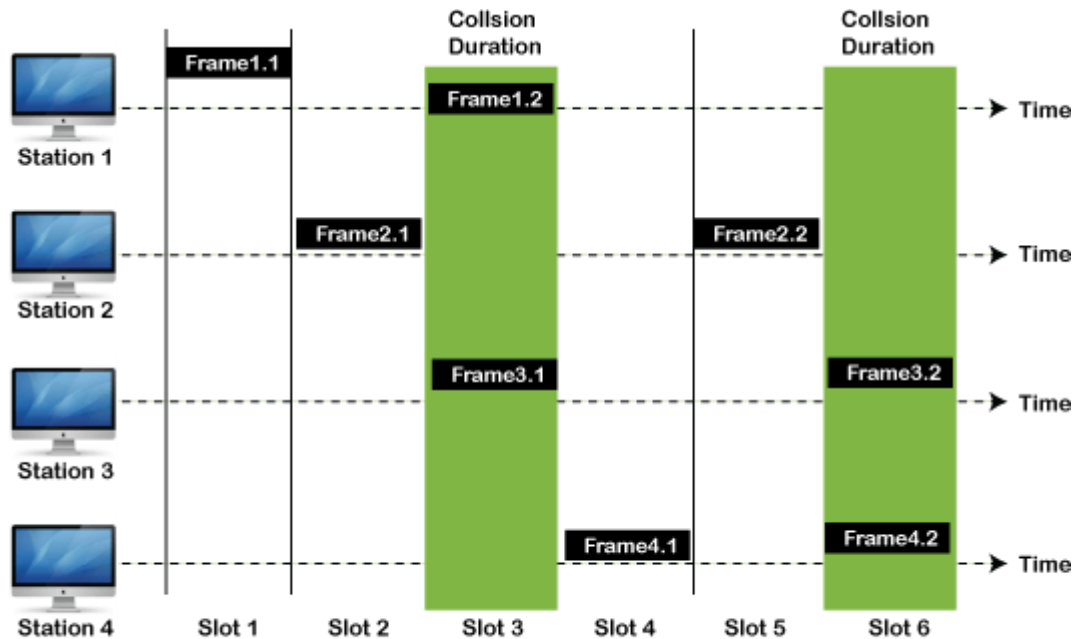 Collsion
Duration
Collsion
Duration
Frame1.1
Frame1.2
Time
Station 1
Frame2.1
Frame2.2
Time
Station 2
Frame3.1
Frame3.2
Time
Station 3
Frame4.1
Frame4.2
Time
Station 4
Slot 1
Slot 2
Slot 3
Slot 4
Slot 5
Slot 6